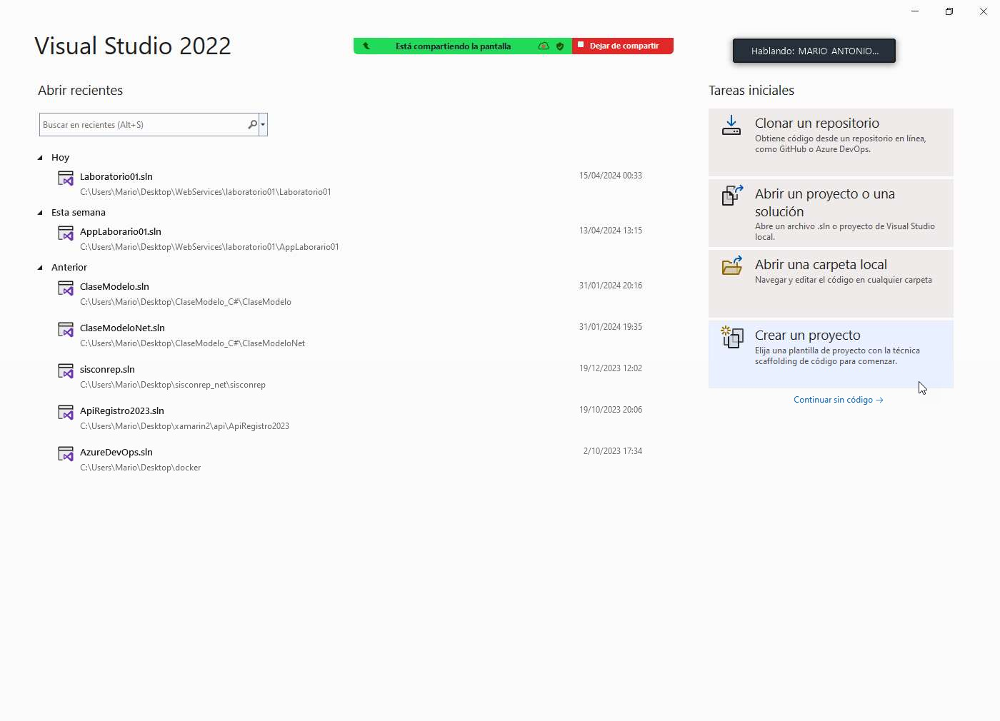 Visual Studio 2022
Está compartiendo la pantalla
Dejar de compartir
Hablando: MARIO ANTONIO...
Abrir recientes
Buscar en recientes (Alt+S)
Hoy
Laboratorio01.sln
15/04/2024 00:33
C:\Users\Mario\Desktop\WebServices\laboratorio01\Laboratorio01
Esta semana
AppLaborario01.sln
13/04/2024 13:15
C:\Users\Mario\Desktop\WebServices\laboratorio01\AppLaborario01
Anterior
ClaseModelo.sln
31/01/2024 20:16
C:\Users\Mario\Desktop\ClaseModelo_C#\ClaseModelo
ClaseModeloNet.sln
31/01/2024 19:35
C:\Users\Mario\Desktop\ClaseModelo_C#\ClaseModeloNet
sisconrep.sln
19/12/2023 12:02
C:\Users\Mario\Desktop\sisconrep_net\sisconrep
ApiRegistro2023.sln
19/10/2023 20:06
C:\Users\Mario\Desktop\xamarin2\api\ApiRegistro2023
AzureDevOps.sln
2/10/2023 17:34
C:\Users\Mario\Desktop\docker
Tareas iniciales
Clonar un repositorio
Obtiene código desde un repositorio en línea,
como GitHub o Azure DevOps.
Abrir un proyecto o una
solución
Abre un archivo .sln o proyecto de Visual Studio
local.
Abrir una carpeta local
Navegar y editar el código en cualquier carpeta
Crear un proyecto
Elija una plantilla de proyecto con la técnica
scaffolding de código para comenzar.
Continuar sin código →